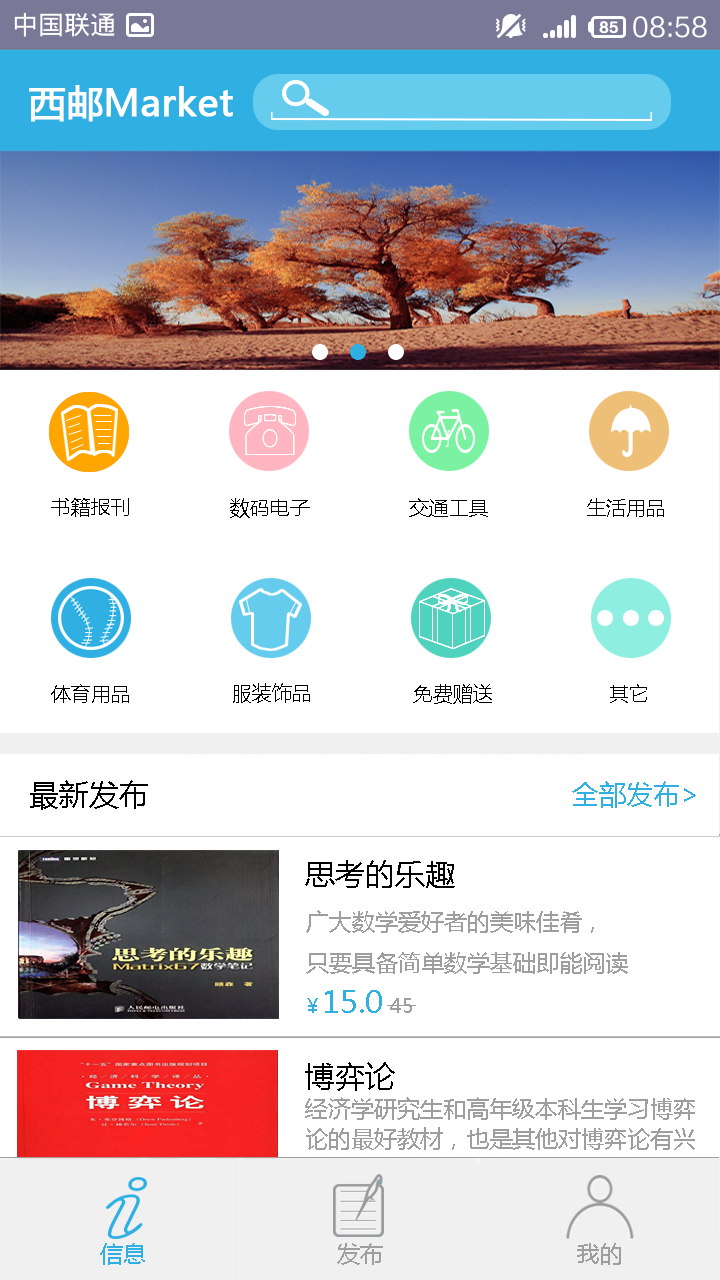 中国联通 85 08:58
西邮Market
书籍报刊 数码电子 交通工具 生活用品
体育用品 服装饰品 免费赠送 其它
最新发布 全部发布>
思考的乐趣
广大数学爱好者的美味佳肴，
只要具备简单数学基础即能阅读
¥15.0 45
思考的乐趣
Matrix67数学笔记
顾森 著
人民邮电出版社
博弈论
经济学研究生和高年级本科生学习博弈
论的最好教材，也是其他对博弈论有兴
"十一五"国家重点图书出版规划项目
·经济科学译丛·
Game Theory
博弈论
信息 发布 我的